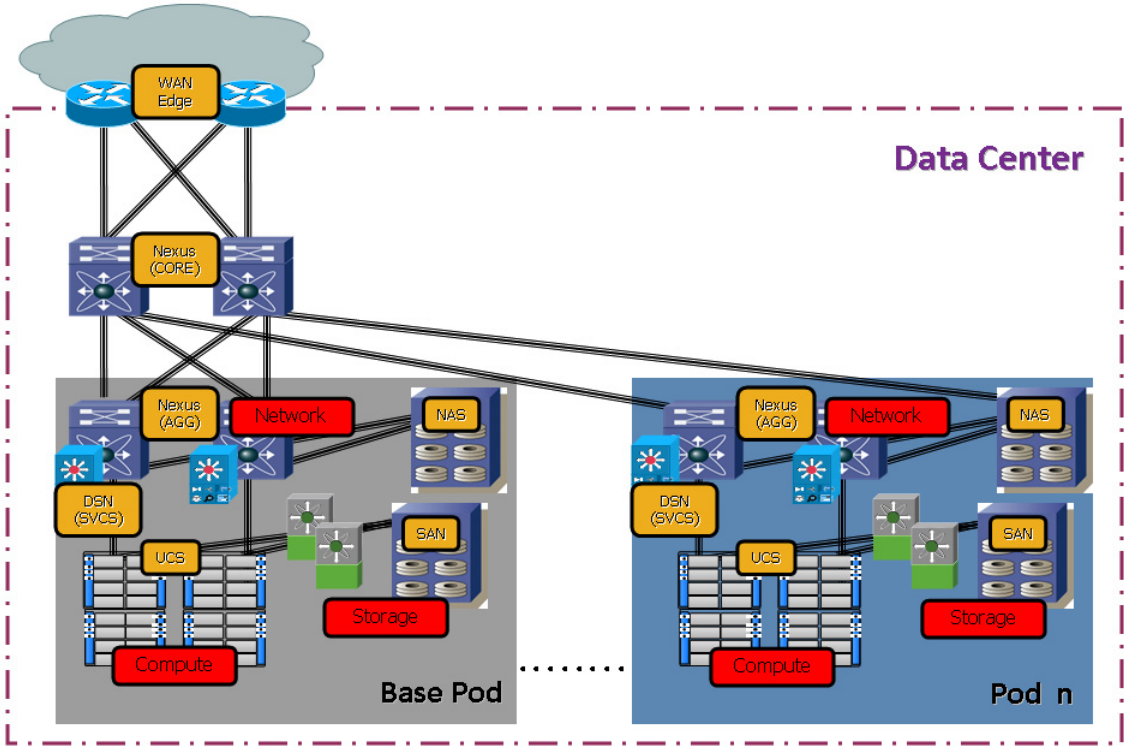 WAN
Edge
Data Center
Nexus
(CORE)
Nexus
(AGG)
Network
NAS
DSN
(SVCS)
UCS
SAN
Storage
Compute
Base Pod
Nexus
(AGG)
Network
NAS
DSN
(SVCS)
UCS
SAN
Storage
Compute
Pod n